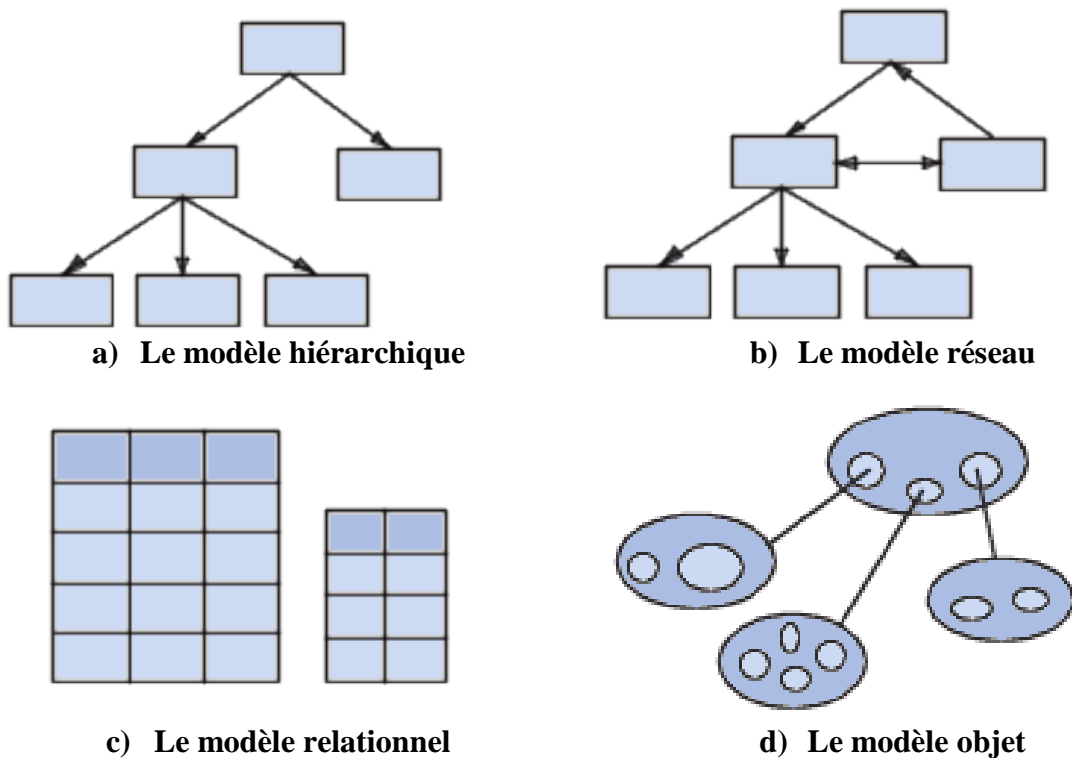 a) Le modèle hiérarchique
b) Le modèle réseau
c) Le modèle relationnel
d) Le modèle objet